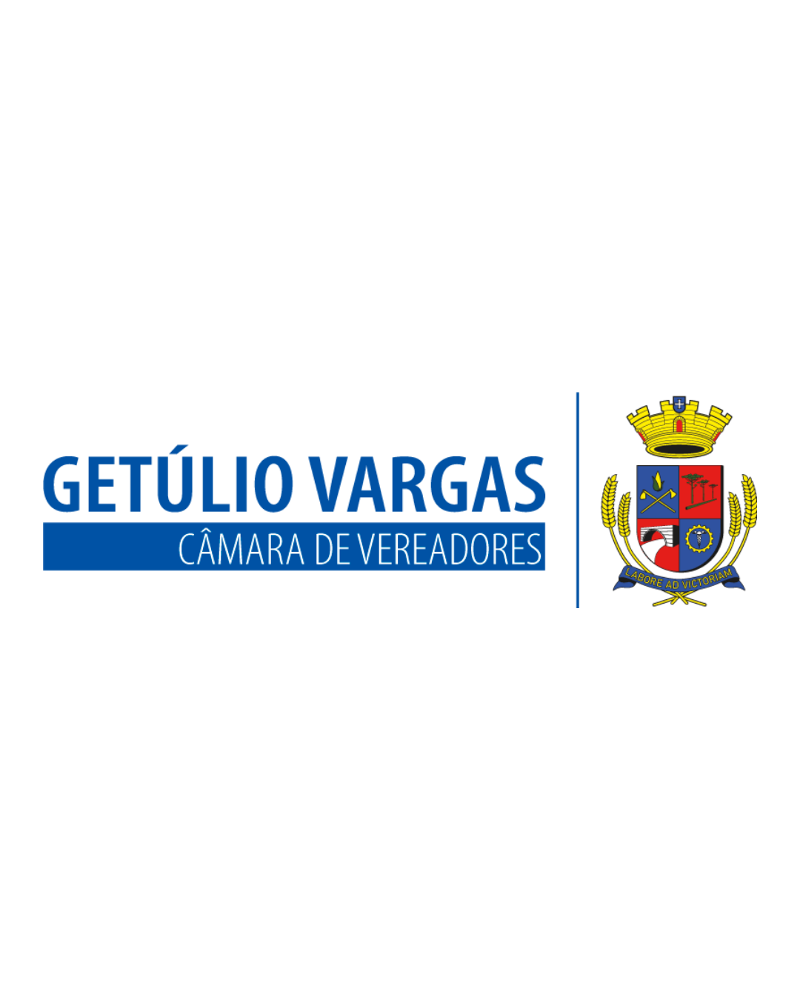 GETÚLIO VARGAS
CÂMARA DE VEREADORES
LABORE AD VICTORIAM